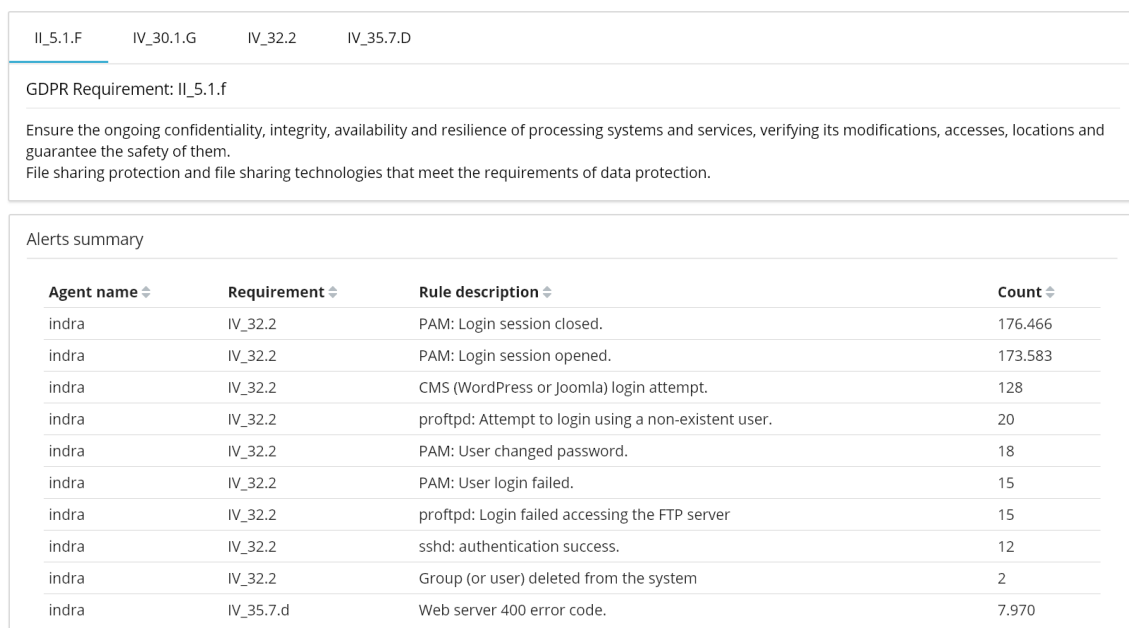 II_5.1.F IV_30.1.G IV_32.2 IV_35.7.D
GDPR Requirement: II_5.1.f
Ensure the ongoing confidentiality, integrity, availability and resilience of processing systems and services, verifying its modifications, accesses, locations and
guarantee the safety of them.
File sharing protection and file sharing technologies that meet the requirements of data protection.
Alerts summary
Agent name Requirement Rule description Count
indra IV_32.2 PAM: Login session closed. 176.466
indra IV_32.2 PAM: Login session opened. 173.583
indra IV_32.2 CMS (WordPress or Joomla) login attempt. 128
indra IV_32.2 proftpd: Attempt to login using a non-existent user. 20
indra IV_32.2 PAM: User changed password. 18
indra IV_32.2 PAM: User login failed. 15
indra IV_32.2 proftpd: Login failed accessing the FTP server 15
indra IV_32.2 sshd: authentication success. 12
indra IV_32.2 Group (or user) deleted from the system 2
indra IV_35.7.d Web server 400 error code. 7.970